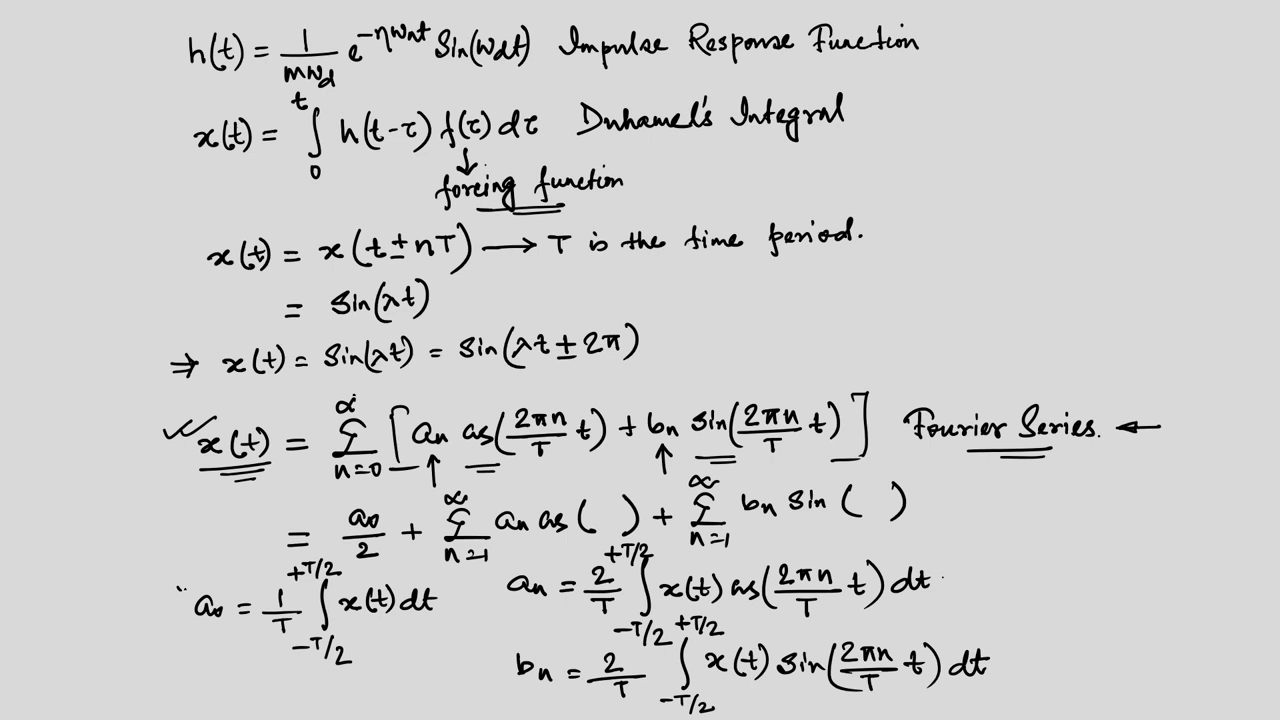 h(t) = 1/(mω_d) e^(-ηω_n t) Sin(ω_d t) Impulse Response Function
x(t) = ∫_0^t h(t-τ) f(τ) dτ Duhamel's Integral
↓
forcing function
x(t) = x(t ± nT) → T is the time period.
= Sin(λt)
⇒ x(t) = Sin(λt) = Sin(λt ± 2π)
✓ x(t) = Σ_(n=0)^∞ [a_n cos(2πn/T t) + b_n sin(2πn/T t)] Fourier Series. ←
= a_0/2 + Σ_(n=1)^∞ a_n cos( ) + Σ_(n=1)^∞ b_n sin( )
a_0 = 1/T ∫_(-T/2)^(+T/2) x(t) dt a_n = 2/T ∫_(-T/2)^(+T/2) x(t) cos(2πn/T t) dt
b_n = 2/T ∫_(-T/2)^(+T/2) x(t) sin(2πn/T t) dt